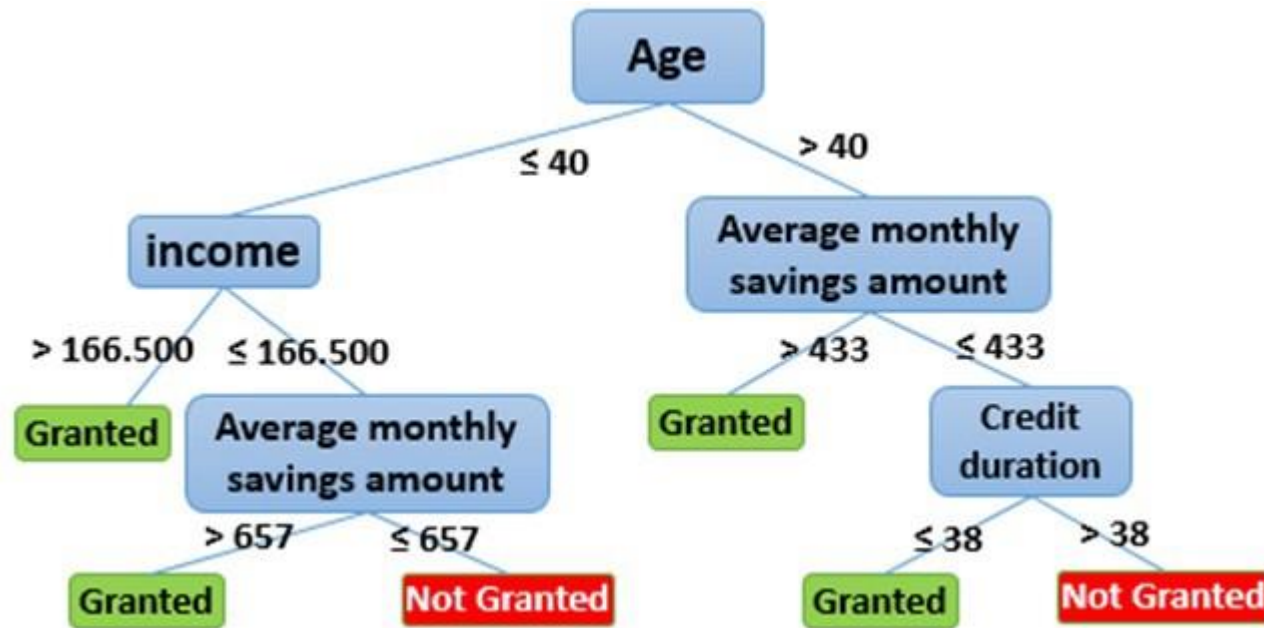 Age
≤ 40
> 40
income
Average monthly
savings amount
> 166.500
≤ 166.500
> 433
≤ 433
Granted
Average monthly
savings amount
Granted
Credit
duration
> 657
≤ 657
≤ 38
> 38
Granted
Not Granted
Granted
Not Granted